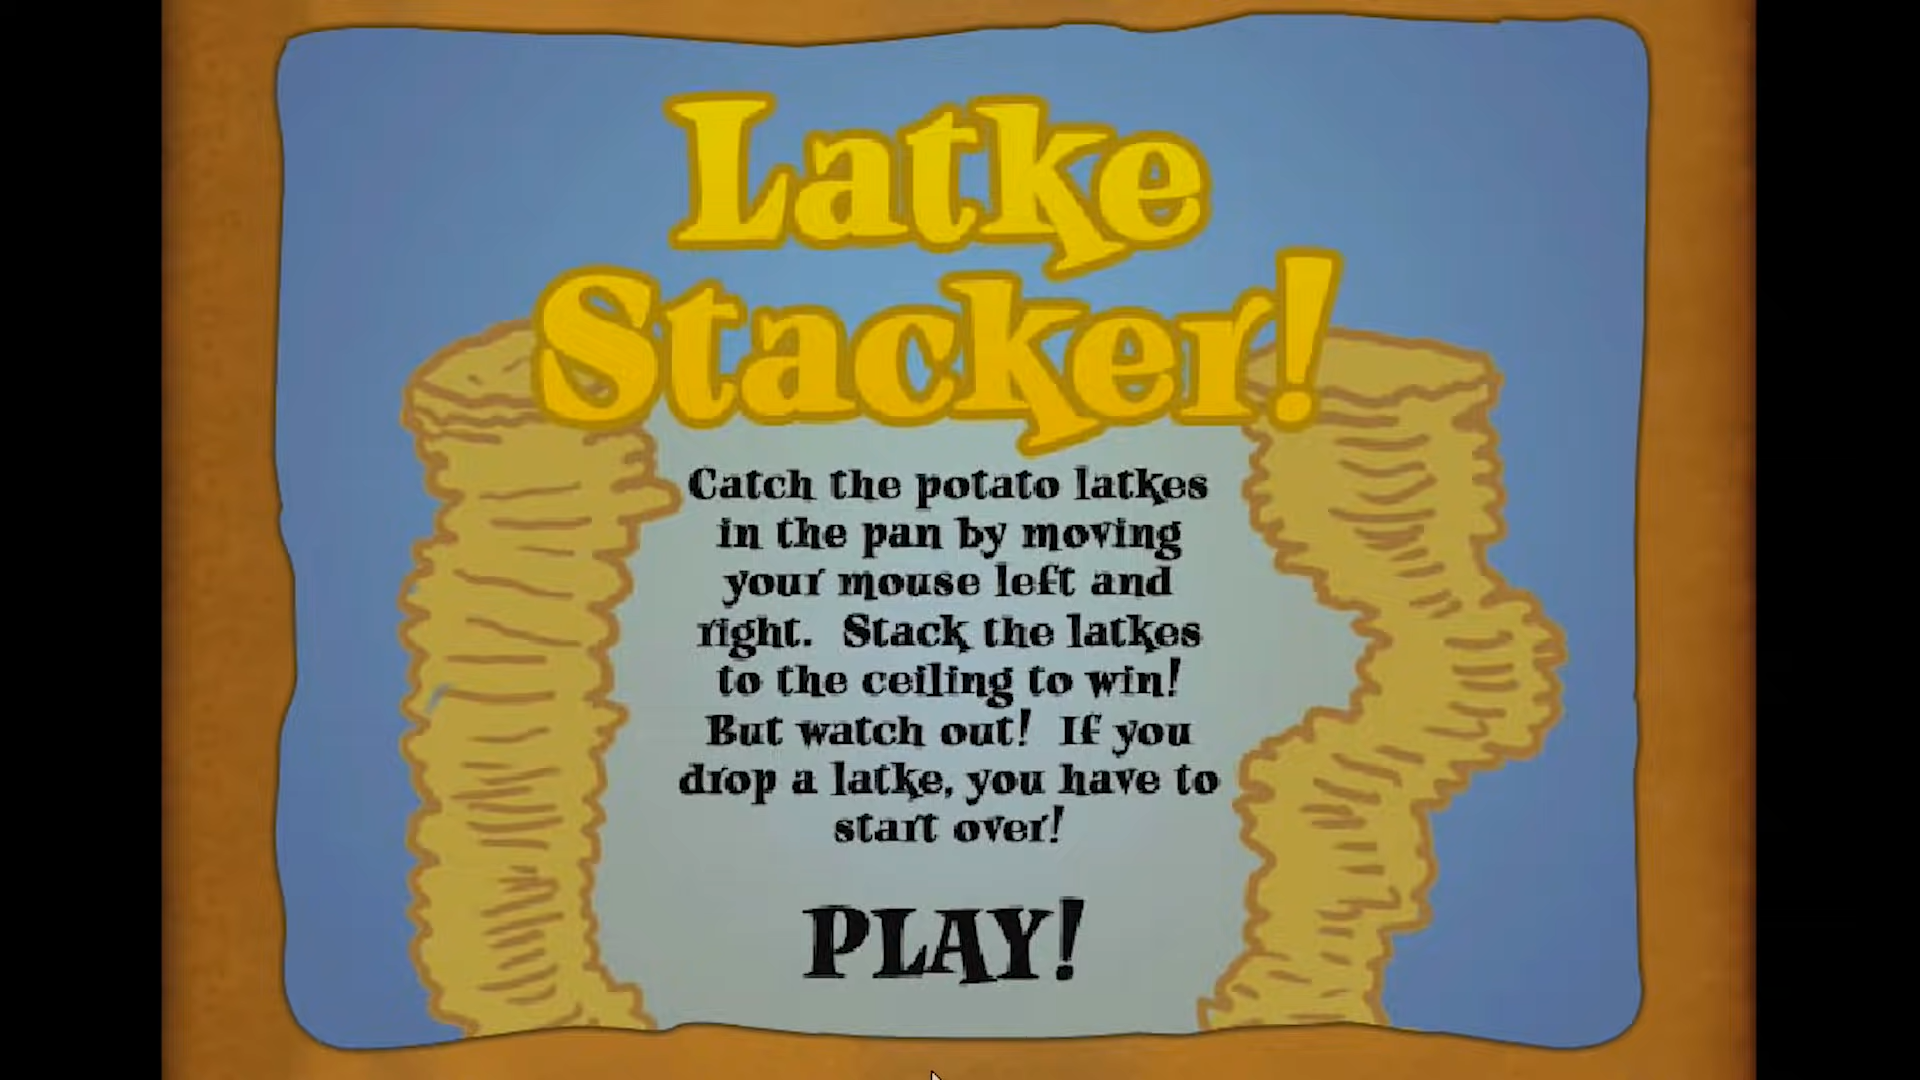 Latke
Stacker!
Catch the potato latkes
in the pan by moving
your mouse left and
right. Stack the latkes
to the ceiling to win!
But watch out! If you
drop a latke, you have to
start over!
PLAY!